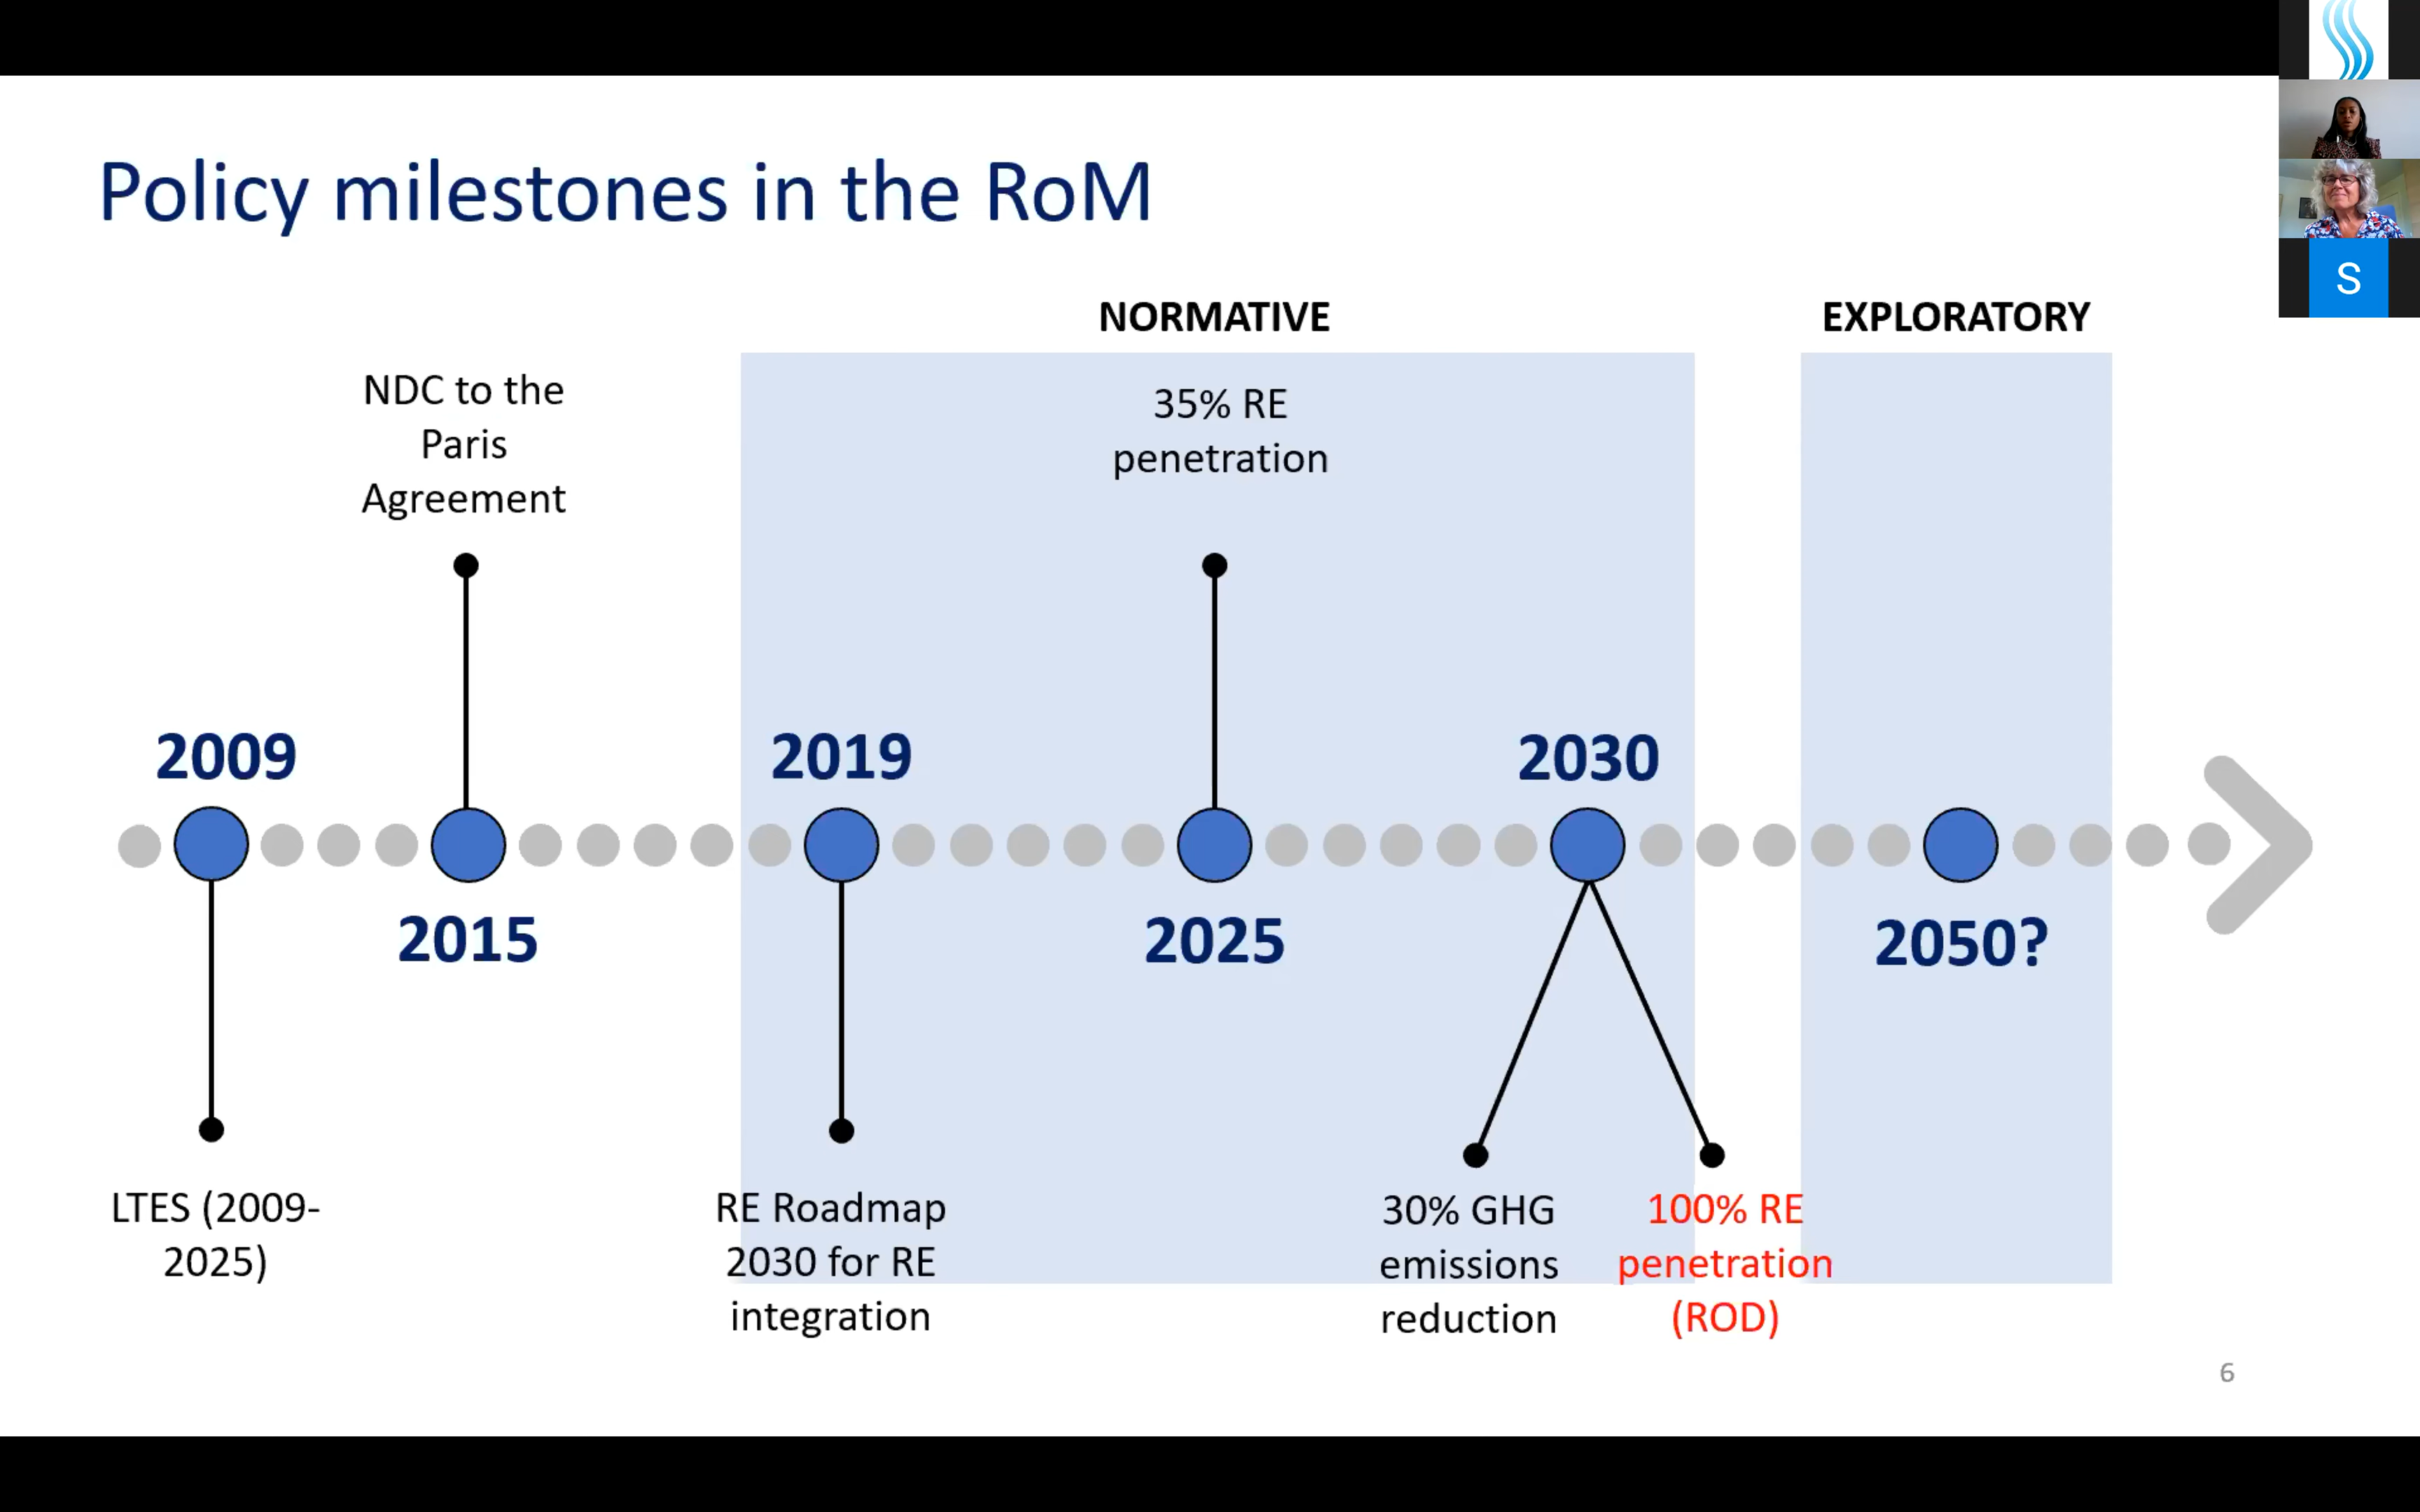 Policy milestones in the RoM
NORMATIVE
EXPLORATORY
NDC to the
Paris
Agreement
35% RE
penetration
2009
2019
2030
2015
2025
2050?
LTES (2009-
2025)
RE Roadmap
2030 for RE
integration
30% GHG
emissions
reduction
100% RE
penetration
(ROD)
6
S